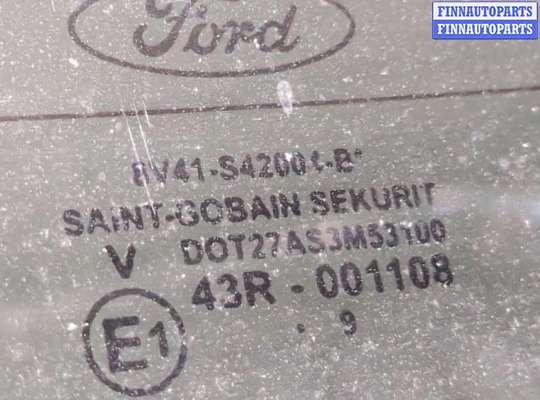 FINNAUTOPARTS
FINNAUTOPARTS
Ford
8V41-S42004-B*
SAINT-GOBAIN SEKURIT
V DOT27AS3M53100
43R - 001108
E1 . 9